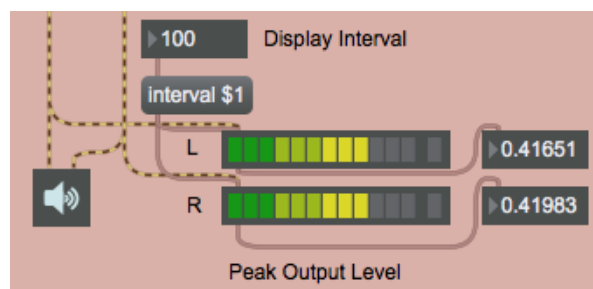 100 Display Interval
interval $1
L 0.41651
R 0.41983
Peak Output Level